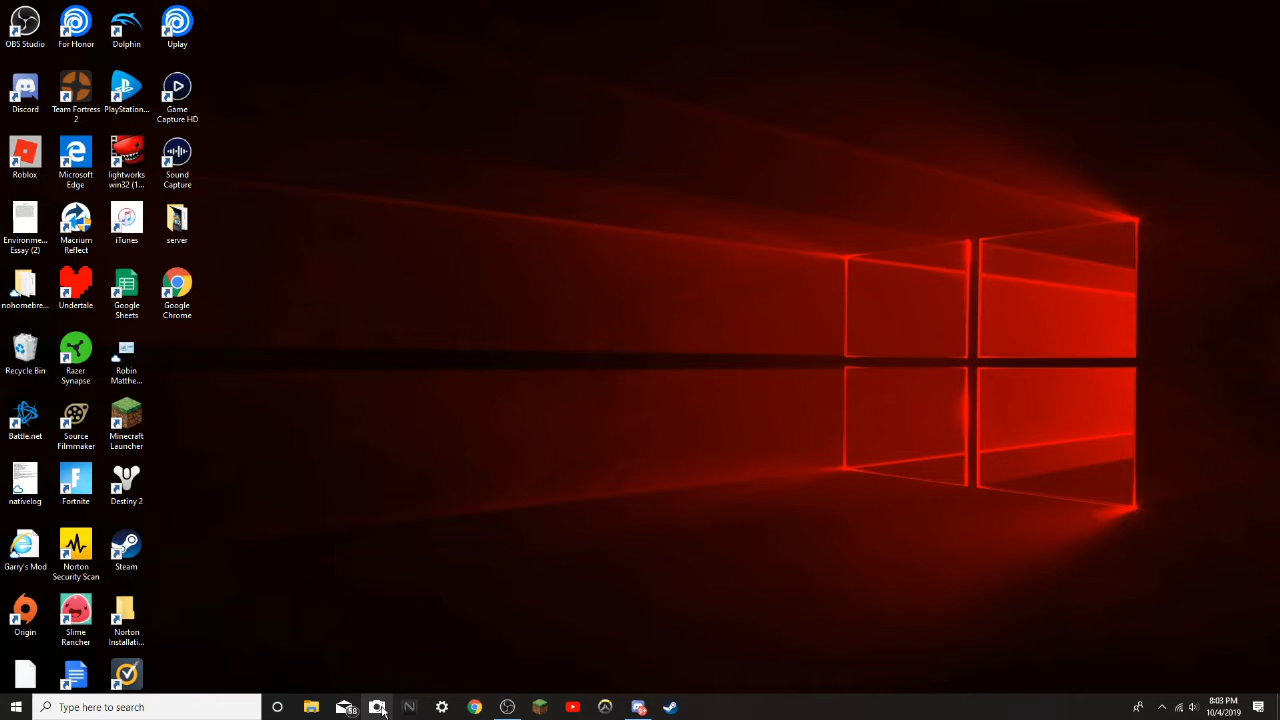 OBS Studio
For Honor
Dolphin
Uplay
Discord
Team Fortress
2
PlayStation...
Game
Capture HD
Roblox
Microsoft
Edge
lightworks
win32 (1...
Sound
Capture
Environme...
Essay (2)
Macrium
Reflect
iTunes
server
nohomebre...
Undertale
Google
Sheets
Google
Chrome
Recycle Bin
Razer
Synapse
Robin
Matthe...
Battle.net
Source
Filmmaker
Minecraft
Launcher
nativelog
Fortnite
Destiny 2
Garry's Mod
Norton
Security Scan
Steam
Origin
Slime
Rancher
Norton
Installati...
Type here to search
8:03 PM
10/4/2019